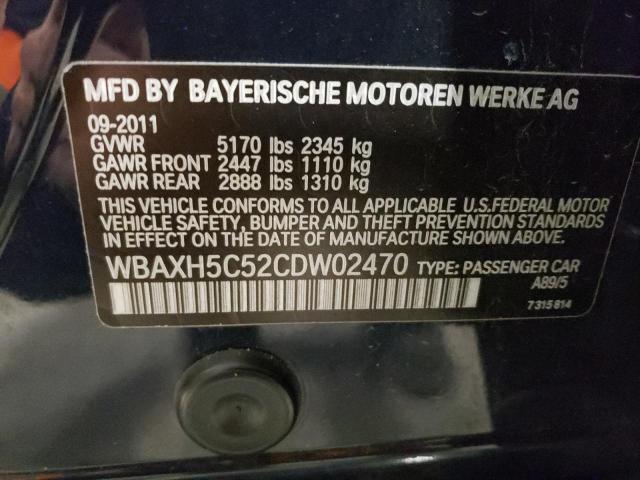 MFD BY BAYERISCHE MOTOREN WERKE AG
09-2011
GVWR 5170 lbs 2345 kg
GAWR FRONT 2447 lbs 1110 kg
GAWR REAR 2888 lbs 1310 kg
THIS VEHICLE CONFORMS TO ALL APPLICABLE U.S.FEDERAL MOTOR
VEHICLE SAFETY, BUMPER AND THEFT PREVENTION STANDARDS
IN EFFECT ON THE DATE OF MANUFACTURE SHOWN ABOVE.
WBAXH5C52CDW02470 TYPE: PASSENGER CAR
A89/5
7315814